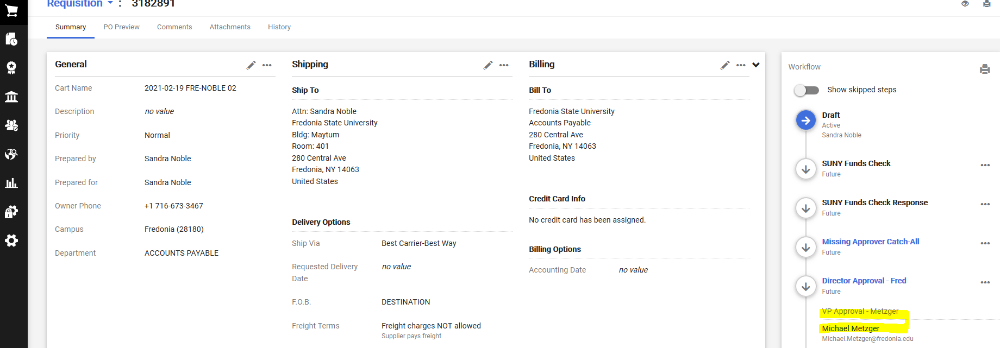 Requisition : 3182891
Summary PO Preview Comments Attachments History
General
Cart Name 2021-02-19 FRE-NOBLE 02
Description no value
Priority Normal
Prepared by Sandra Noble
Prepared for Sandra Noble
Owner Phone +1 716-673-3467
Campus Fredonia (28180)
Department ACCOUNTS PAYABLE
Shipping
Ship To
Attn: Sandra Noble
Fredonia State University
Bldg: Maytum
Room: 401
280 Central Ave
Fredonia, NY 14063
United States
Delivery Options
Ship Via Best Carrier-Best Way
Requested Delivery no value
Date
F.O.B. DESTINATION
Freight Terms Freight charges NOT allowed
Supplier pays freight
Billing
Bill To
Fredonia State University
Accounts Payable
280 Central Ave
Fredonia, NY 14063
United States
Credit Card Info
No credit card has been assigned.
Billing Options
Accounting Date no value
Workflow
Show skipped steps
Draft
Active
Sandra Noble
SUNY Funds Check
Future
SUNY Funds Check Response
Future
Missing Approver Catch-All
Future
Director Approval - Fred
Future
VP Approval - Metzger
Michael Metzger
Michael.Metzger@fredonia.edu